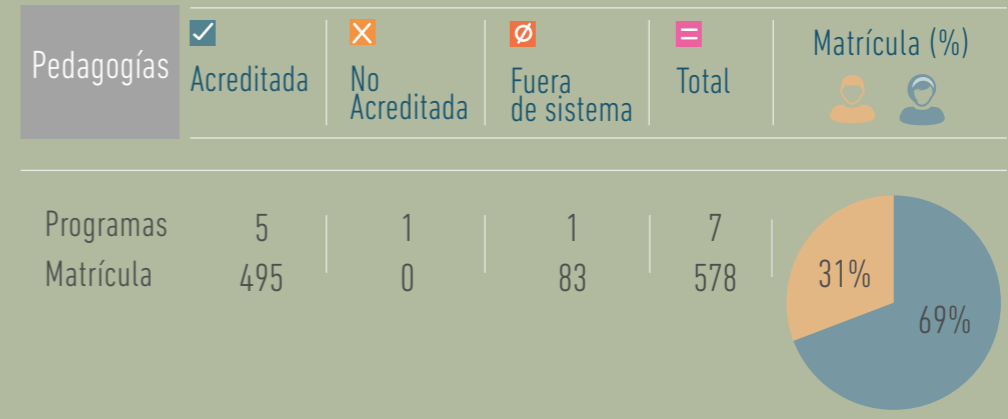 Pedagogías
Acreditada
No
Acreditada
Fuera
de sistema
Total
Matrícula (%)
Programas 5 1 1 7
Matrícula 495 0 83 578
31%
69%